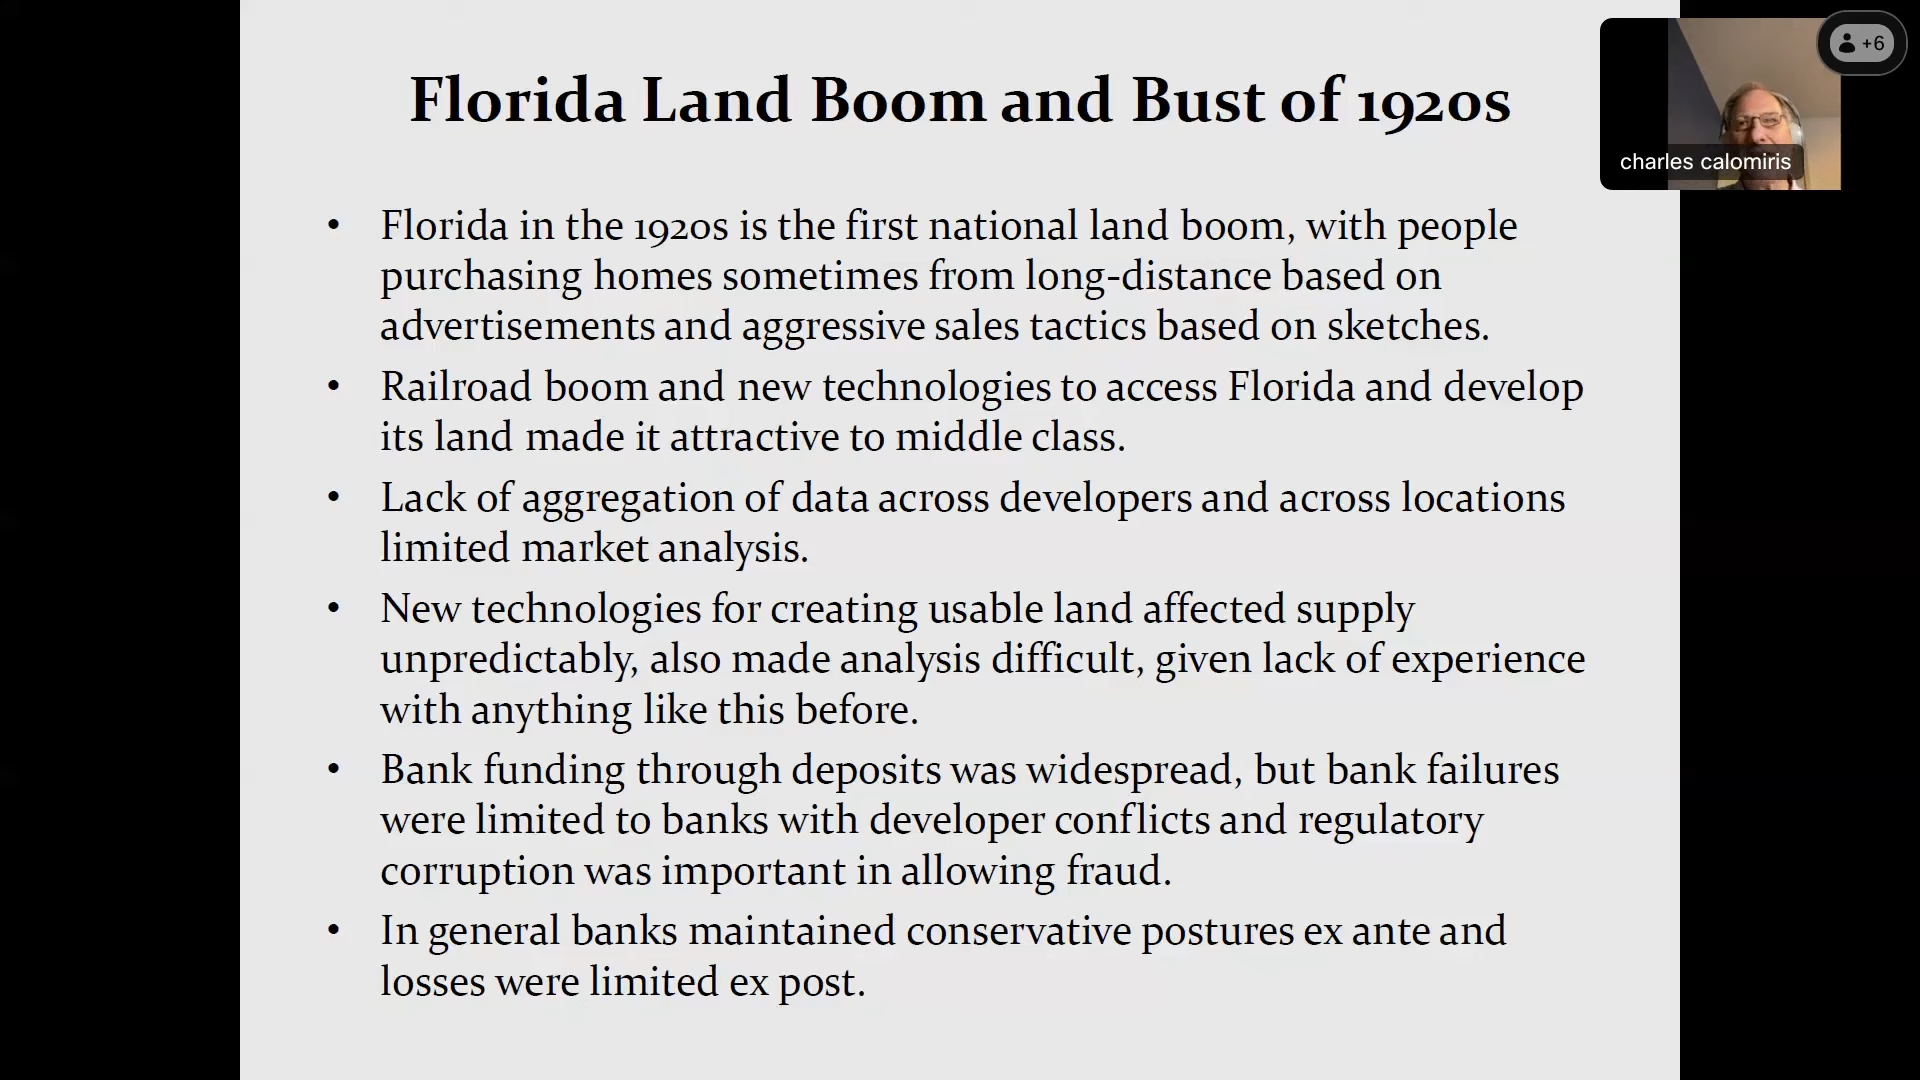 Florida Land Boom and Bust of 1920s
+6
charles calomiris
• Florida in the 1920s is the first national land boom, with people
purchasing homes sometimes from long-distance based on
advertisements and aggressive sales tactics based on sketches.
• Railroad boom and new technologies to access Florida and develop
its land made it attractive to middle class.
• Lack of aggregation of data across developers and across locations
limited market analysis.
• New technologies for creating usable land affected supply
unpredictably, also made analysis difficult, given lack of experience
with anything like this before.
• Bank funding through deposits was widespread, but bank failures
were limited to banks with developer conflicts and regulatory
corruption was important in allowing fraud.
• In general banks maintained conservative postures ex ante and
losses were limited ex post.